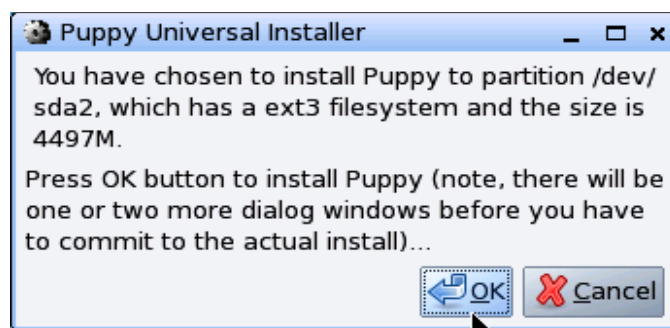 Puppy Universal Installer
You have chosen to install Puppy to partition /dev/
sda2, which has a ext3 filesystem and the size is
4497M.
Press OK button to install Puppy (note, there will be
one or two more dialog windows before you have
to commit to the actual install)...
OK Cancel